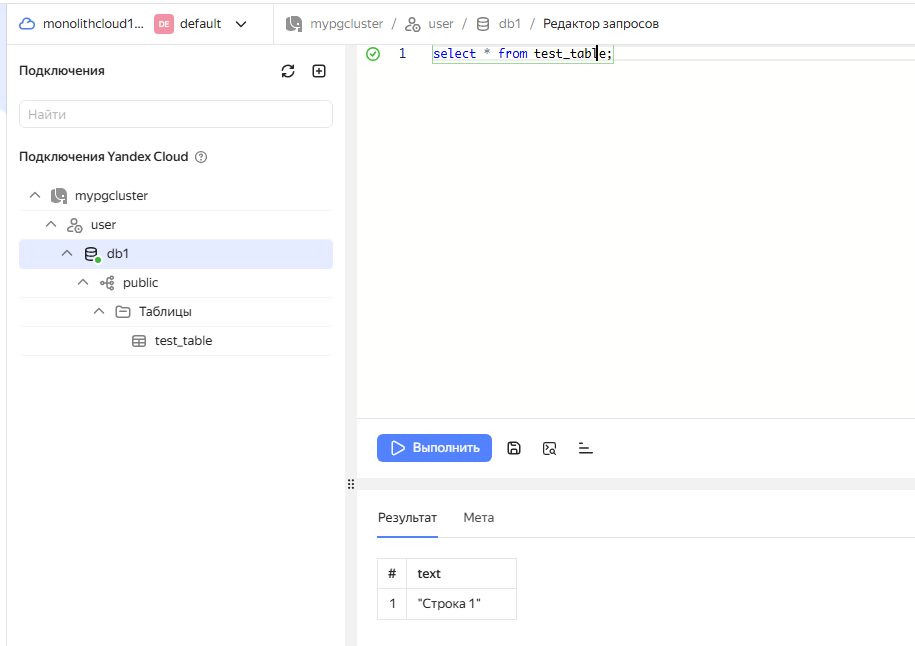 monolithcloud1... DE default mypgcluster / user / db1 / Редактор запросов
Подключения
1 select * from test_table;
Найти
Подключения Yandex Cloud
mypgcluster
user
db1
public
Таблицы
test_table
Выполнить
Результат Мета
# text
1 "Строка 1"